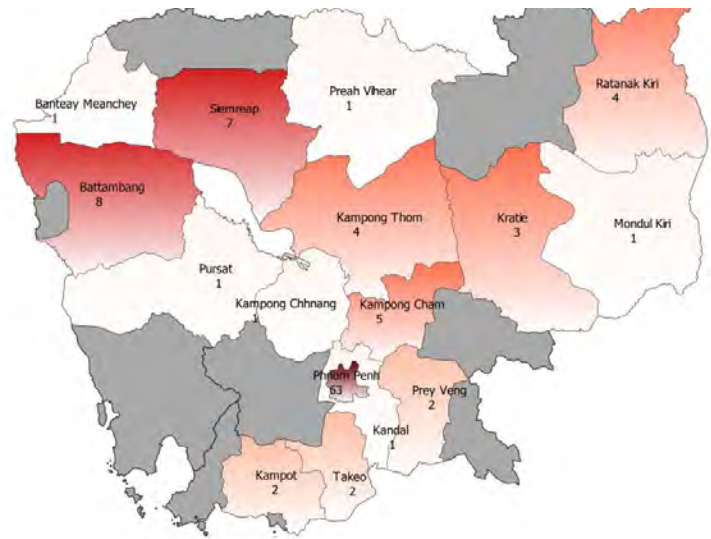 Ratanak Kiri
4
Preah Vihear
1
Banteay Meanchey
1
Siemreap
7
Battambang
8
Kampong Thom
4
Kratie
3
Mondul Kiri
1
Pursat
1
Kampong Chhnang
1
Kampong Cham
5
Phnom Penh
63
Prey Veng
2
Kandal
1
Kampot
2
Takeo
2